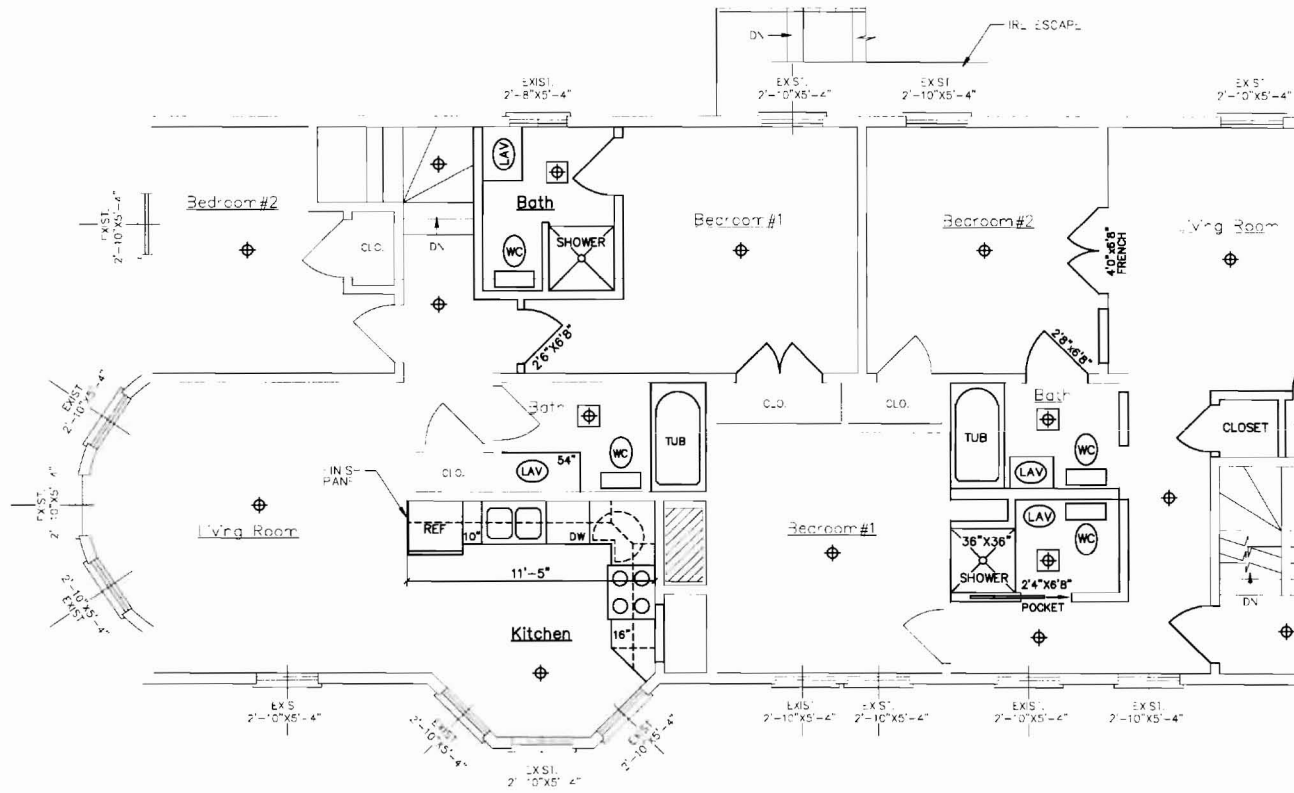 DN
IRE ESCAPE
EXIST.
2'-8"X5'-4"
EXIS.
2'-10"X5'-4"
EXIST
2'-10"X5'-4"
EXIS
2'-10"X5'-4"
LAV
Bath
Bedroom #2
EXIST.
2'-10"X5'-4"
CLO.
DN
WC
SHOWER
Bedroom #1
Bedroom #2
4'0"X6'8"
FRENCH
Living Room
2'6"X6'8"
2'8"X6'8"
EXIST
2'-10"X5'-4"
Bath
TUB
CLO.
CLO.
TUB
Bath
CLOSET
CLO.
LAV
54"
WC
LAV
WC
EXIST.
2'-10"X5'-4"
Living Room
REF
10"
DW
11'-5"
Bedroom #1
LAV
WC
36"X36"
SHOWER
2'4"X6'8"
POCKET
DN
2'-10"X5'-4"
EXIST
Kitchen
16"
EXIS
2'-10"X5'-4"
EXIST
2'-10"X5'-4"
EXIST.
2'-10"X5'-4"
EXIST
2'-10"X5'-4"
EXIS.
2'-10"X5'-4"
EXIST.
2'-10"X5'-4"
EXIS.
2'-10"X5'-4"
EXIST.
2'-10"X5'-4"